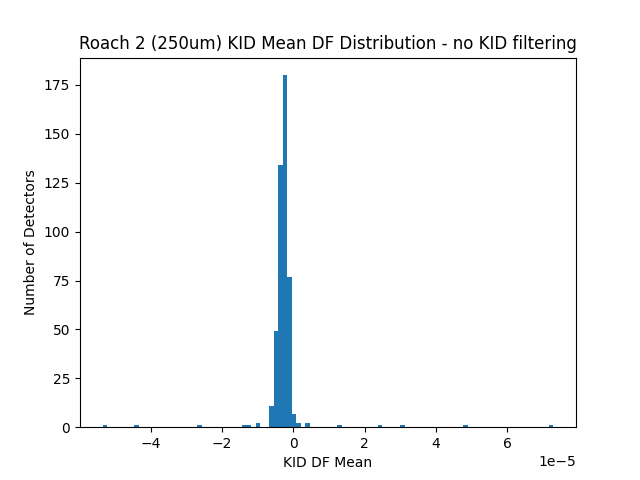 Roach 2 (250um) KID Mean DF Distribution - no KID filtering
175
150
125
100
75
50
25
0
Number of Detectors
−4 −2 0 2 4 6
KID DF Mean
1e−5